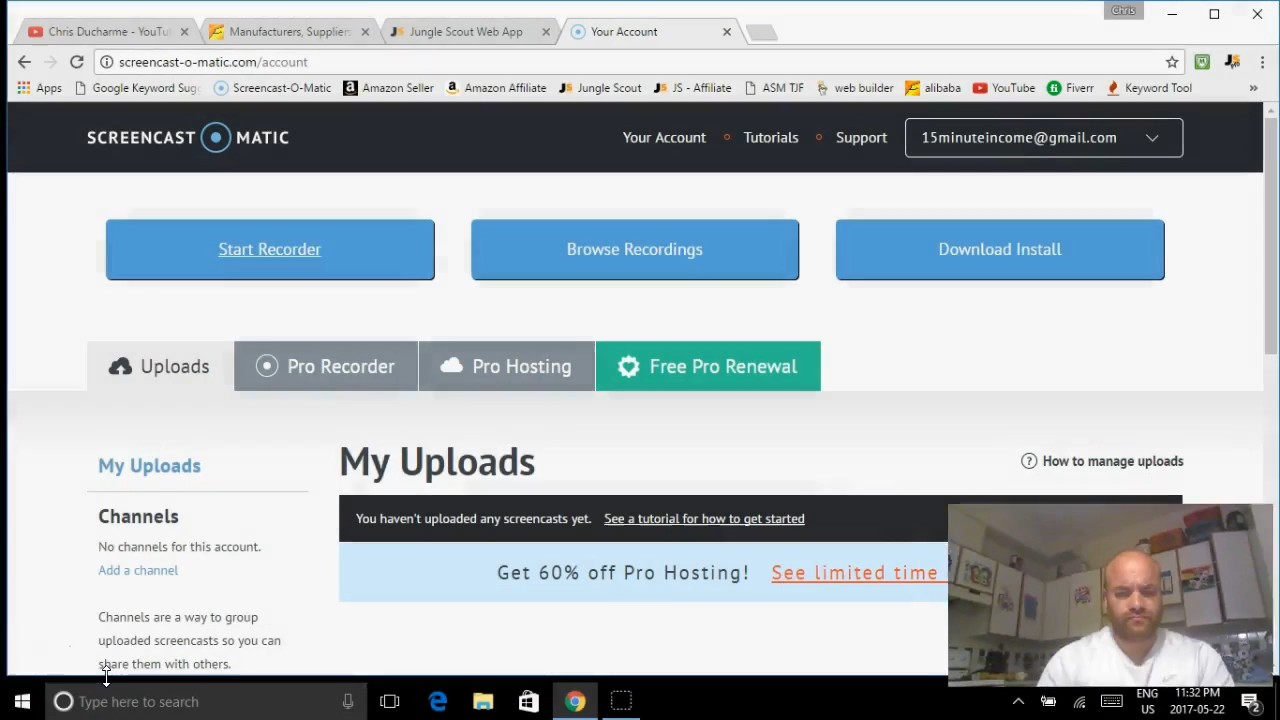 Chris
Chris Ducharme - YouTu
Manufacturers, Suppliers
Jungle Scout Web App
Your Account
screencast-o-matic.com/account
Apps
Google Keyword Sug
Screencast-O-Matic
Amazon Seller
Amazon Affiliate
Jungle Scout
JS - Affiliate
ASM TJF
web builder
alibaba
YouTube
Fiverr
Keyword Tool
SCREENCAST MATIC
Your Account
Tutorials
Support
15minuteincome@gmail.com
Start Recorder
Browse Recordings
Download Install
Uploads
Pro Recorder
Pro Hosting
Free Pro Renewal
My Uploads
My Uploads
How to manage uploads
Channels
You haven't uploaded any screencasts yet. See a tutorial for how to get started
No channels for this account.
Add a channel
Get 60% off Pro Hosting! See limited time
Channels are a way to group
uploaded screencasts so you can
share them with others.
Type here to search
ENG
US
11:32 PM
2017-05-22
2